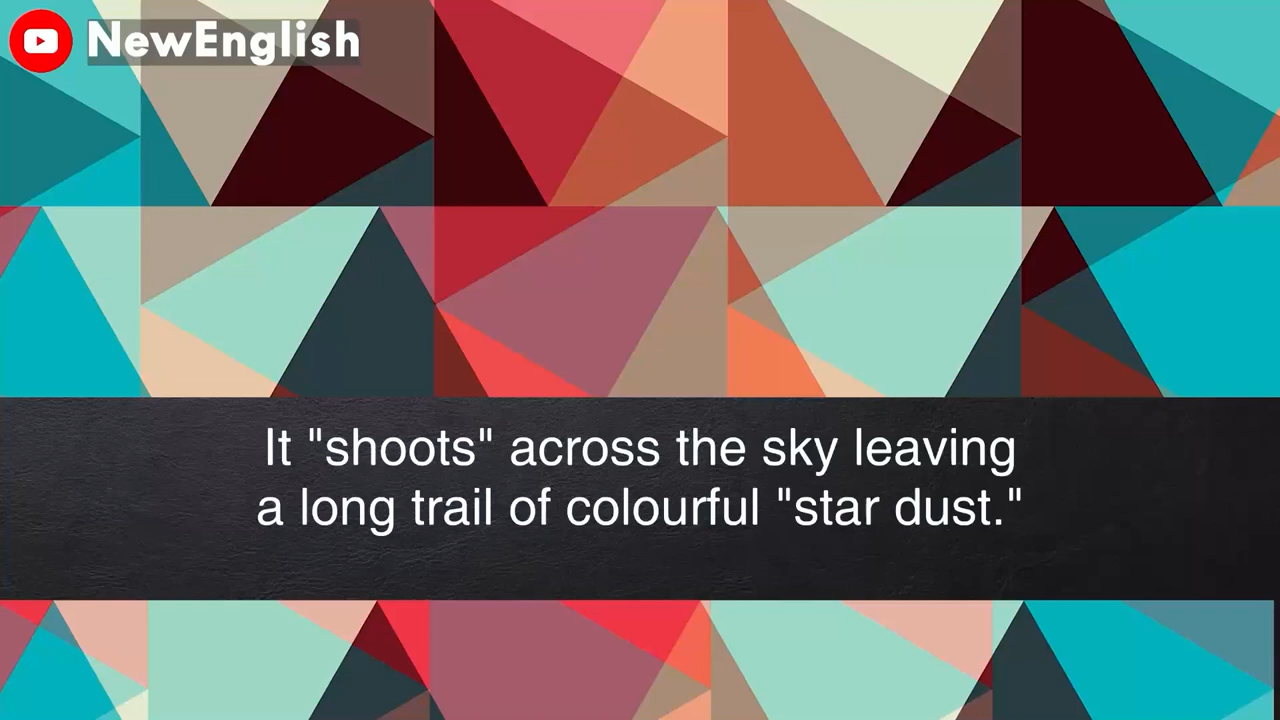 NewEnglish
It "shoots" across the sky leaving
a long trail of colourful "star dust."